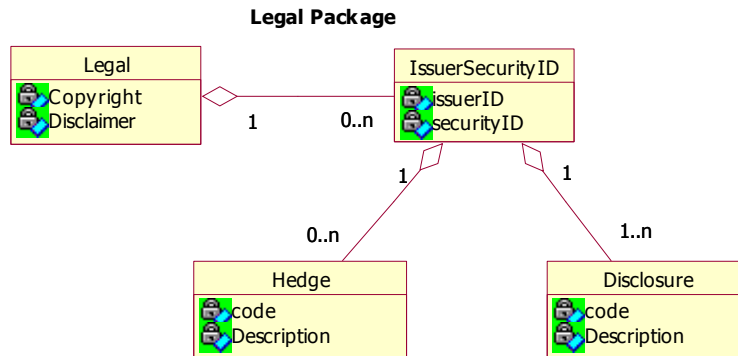 Legal Package
Legal
Copyright
Disclaimer
1
0..n
IssuerSecurityID
issuerID
securityID
1
1
0..n
1..n
Hedge
code
Description
Disclosure
code
Description